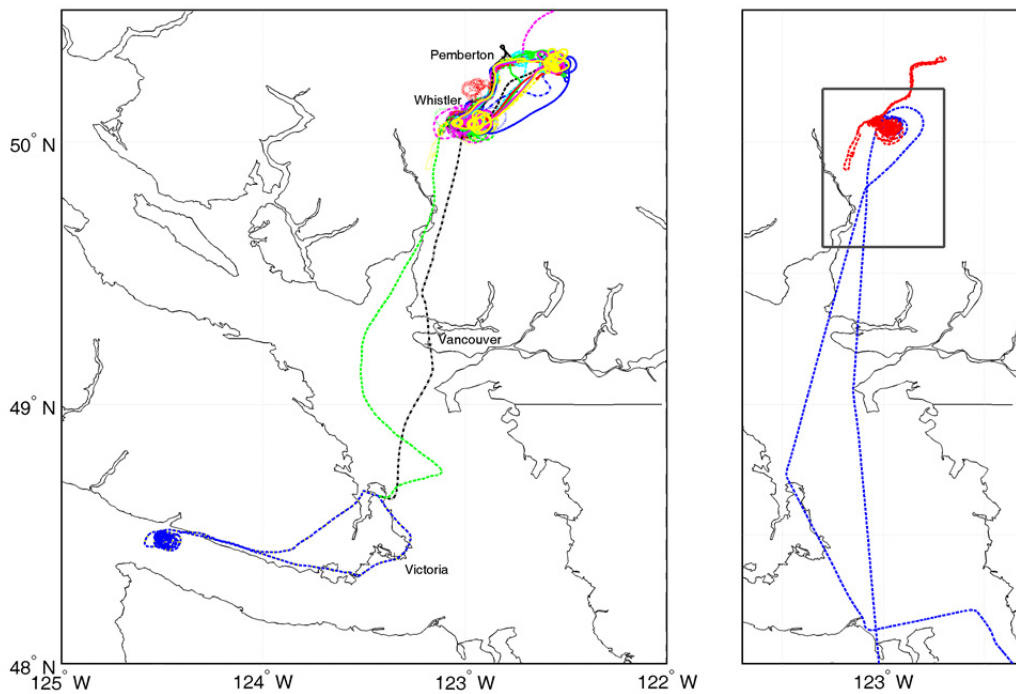 Pemberton
Whistler
50° N
Vancouver
49° N
Victoria
48° N
125° W
124° W
123° W
122° W
123° W